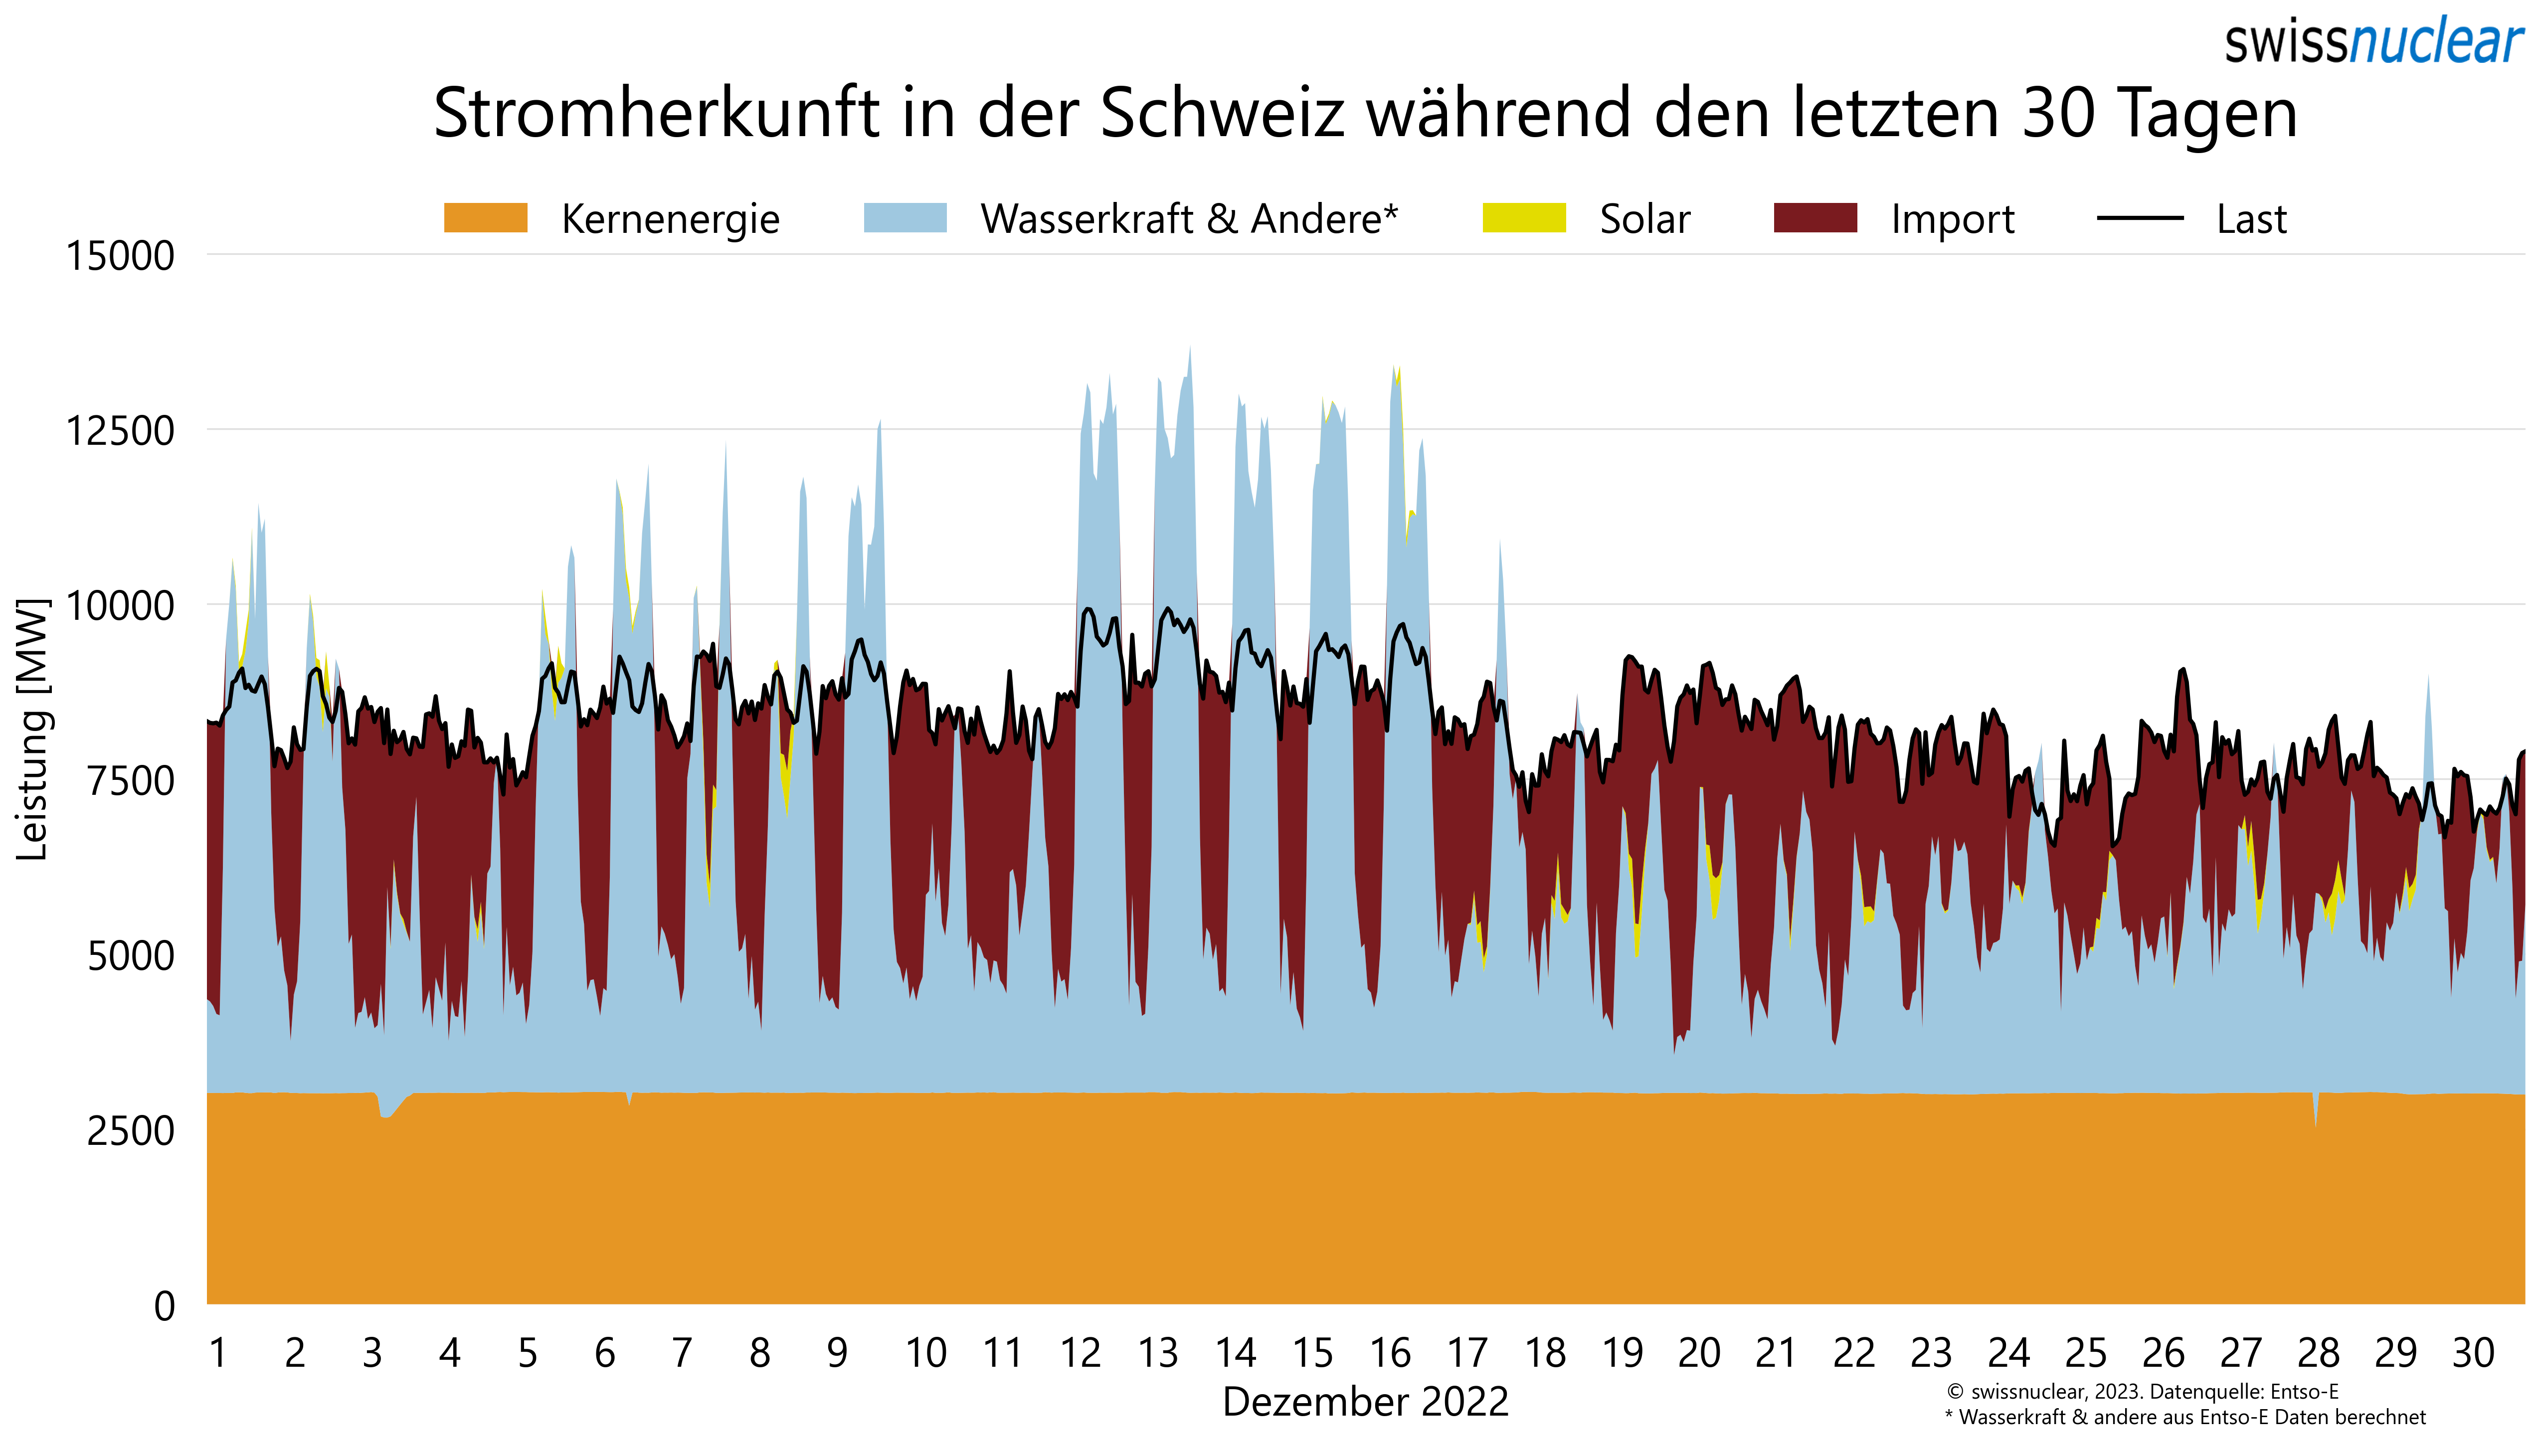 swissnuclear
Stromherkunft in der Schweiz während den letzten 30 Tagen
Kernenergie Wasserkraft & Andere* Solar Import Last
15000
12500
10000
7500
5000
2500
0
Leistung [MW]
1 2 3 4 5 6 7 8 9 10 11 12 13 14 15 16 17 18 19 20 21 22 23 24 25 26 27 28 29 30
Dezember 2022
© swissnuclear, 2023. Datenquelle: Entso-E
* Wasserkraft & andere aus Entso-E Daten berechnet